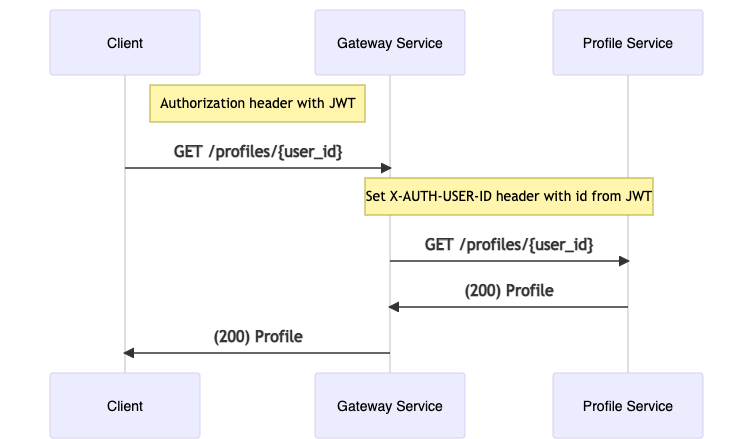 Client
Gateway Service
Profile Service
Authorization header with JWT
GET /profiles/{user_id}
Set X-AUTH-USER-ID header with id from JWT
GET /profiles/{user_id}
(200) Profile
(200) Profile
Client
Gateway Service
Profile Service